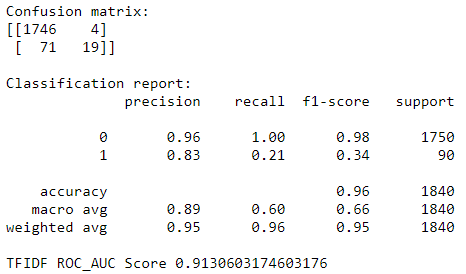 Confusion matrix:
[[1746    4]
 [  71   19]]
Classification report:
              precision    recall  f1-score   support
           0       0.96      1.00      0.98      1750
           1       0.83      0.21      0.34        90
    accuracy                           0.96      1840
   macro avg       0.89      0.60      0.66      1840
weighted avg       0.95      0.96      0.95      1840
TFIDF ROC_AUC Score 0.9130603174603176